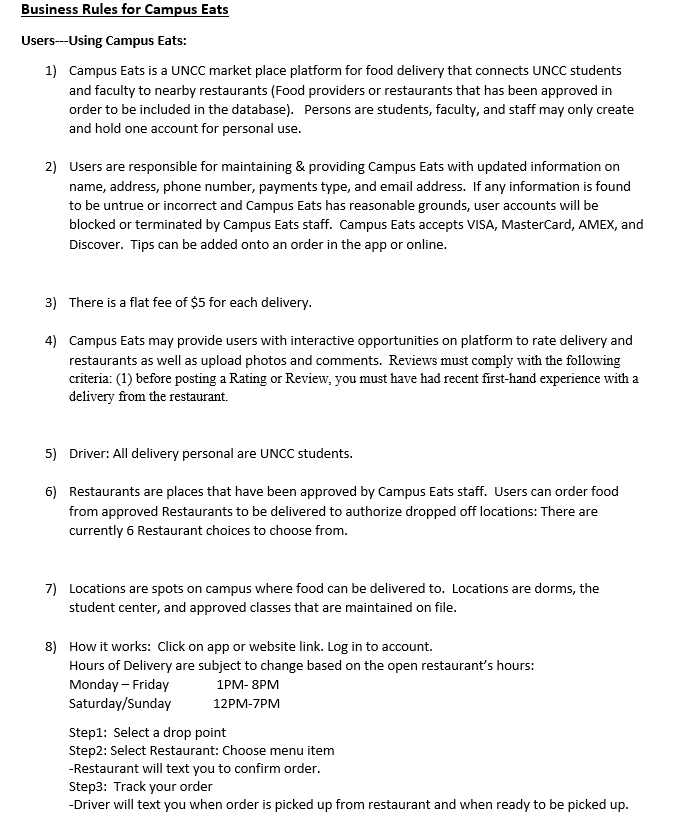 Business Rules for Campus Eats
Users---Using Campus Eats:
1) Campus Eats is a UNCC market place platform for food delivery that connects UNCC students
and faculty to nearby restaurants (Food providers or restaurants that has been approved in
order to be included in the database). Persons are students, faculty, and staff may only create
and hold one account for personal use.
2) Users are responsible for maintaining & providing Campus Eats with updated information on
name, address, phone number, payments type, and email address. If any information is found
to be untrue or incorrect and Campus Eats has reasonable grounds, user accounts will be
blocked or terminated by Campus Eats staff. Campus Eats accepts VISA, MasterCard, AMEX, and
Discover. Tips can be added onto an order in the app or online.
3) There is a flat fee of $5 for each delivery.
4) Campus Eats may provide users with interactive opportunities on platform to rate delivery and
restaurants as well as upload photos and comments. Reviews must comply with the following
criteria: (1) before posting a Rating or Review, you must have had recent first-hand experience with a
delivery from the restaurant.
5) Driver: All delivery personal are UNCC students.
6) Restaurants are places that have been approved by Campus Eats staff. Users can order food
from approved Restaurants to be delivered to authorize dropped off locations: There are
currently 6 Restaurant choices to choose from.
7) Locations are spots on campus where food can be delivered to. Locations are dorms, the
student center, and approved classes that are maintained on file.
8) How it works: Click on app or website link. Log in to account.
Hours of Delivery are subject to change based on the open restaurant's hours:
Monday – Friday 1PM- 8PM
Saturday/Sunday 12PM-7PM
Step1: Select a drop point
Step2: Select Restaurant: Choose menu item
-Restaurant will text you to confirm order.
Step3: Track your order
-Driver will text you when order is picked up from restaurant and when ready to be picked up.